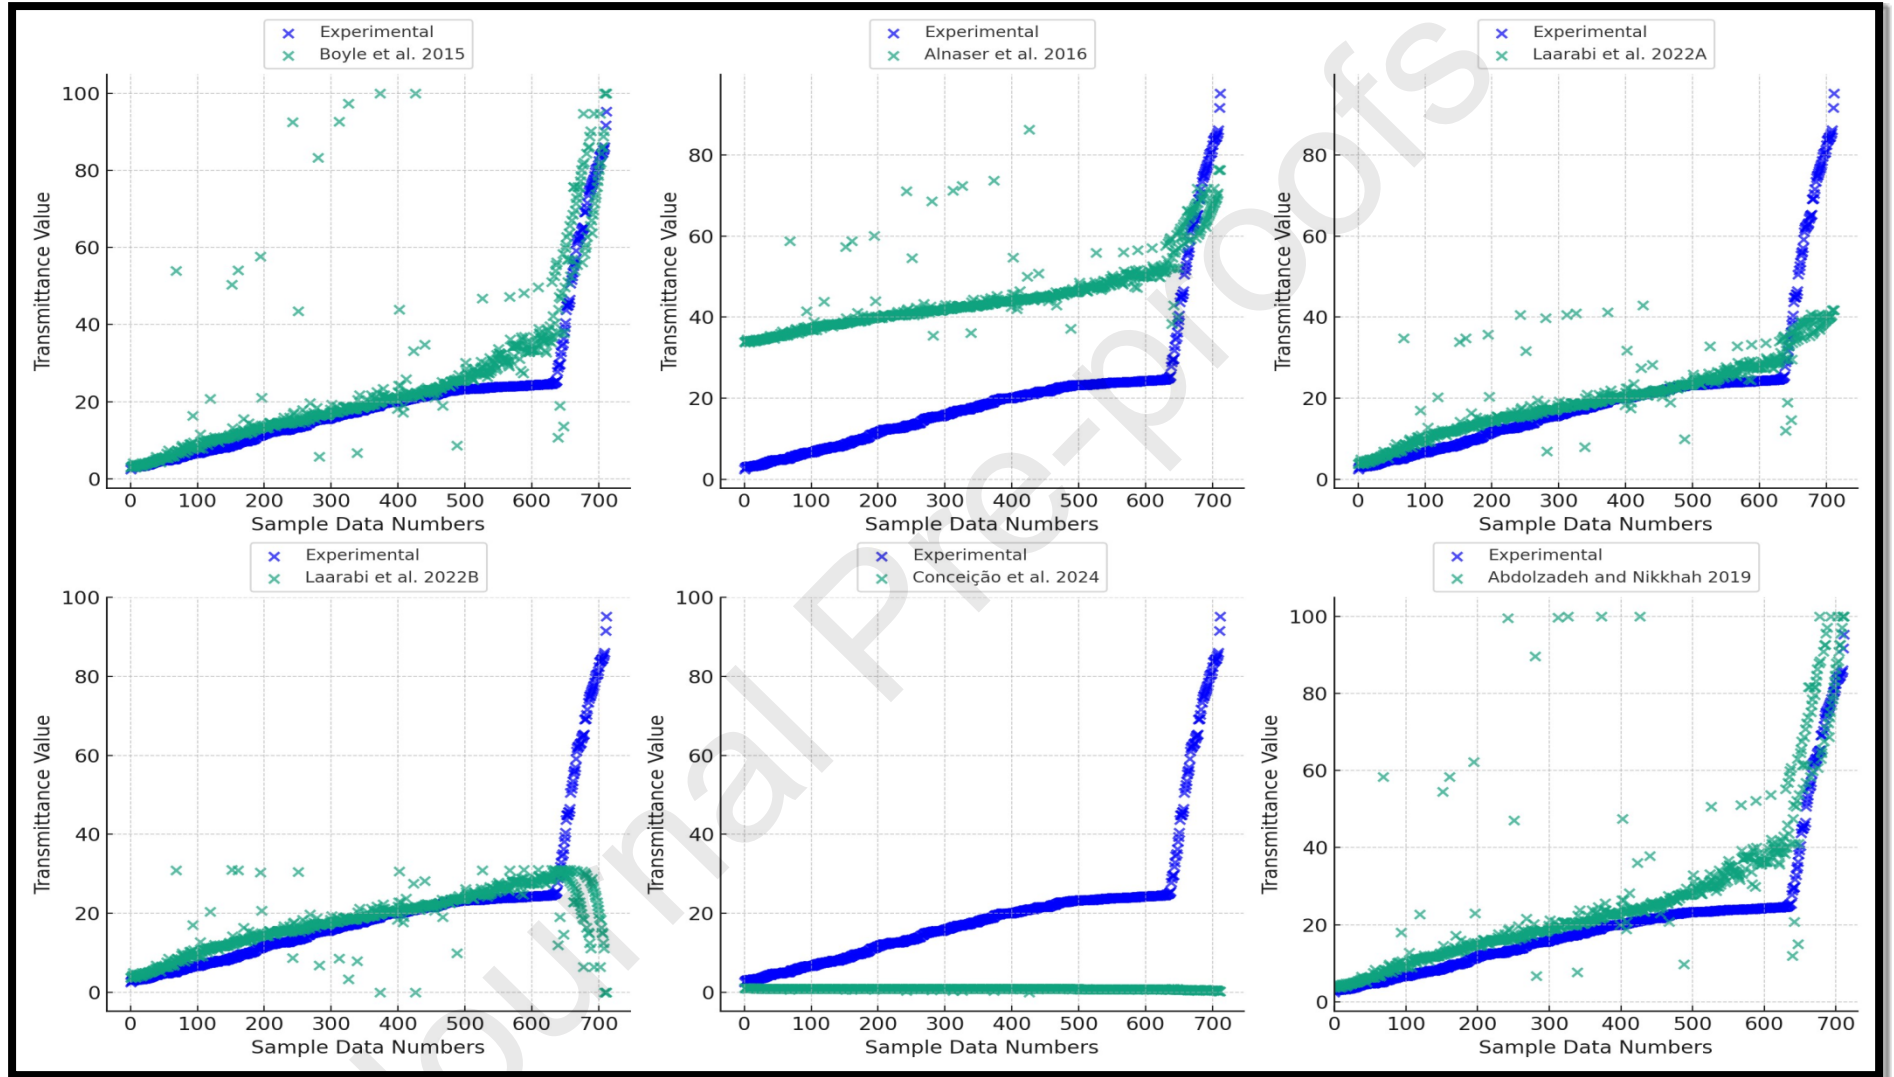 Experimental
Boyle et al. 2015
Experimental
Alnaser et al. 2016
Experimental
Laarabi et al. 2022A
Transmittance Value
100
80
60
40
20
0
0 100 200 300 400 500 600 700
Sample Data Numbers
Transmittance Value
80
60
40
20
0
0 100 200 300 400 500 600 700
Sample Data Numbers
Transmittance Value
80
60
40
20
0
0 100 200 300 400 500 600 700
Sample Data Numbers
Experimental
Laarabi et al. 2022B
Experimental
Conceição et al. 2024
Experimental
Abdolzadeh and Nikkhah 2019
Transmittance Value
100
80
60
40
20
0
0 100 200 300 400 500 600 700
Sample Data Numbers
Transmittance Value
100
80
60
40
20
0
0 100 200 300 400 500 600 700
Sample Data Numbers
Transmittance Value
100
80
60
40
20
0
0 100 200 300 400 500 600 700
Sample Data Numbers
Journal Pre-proofs